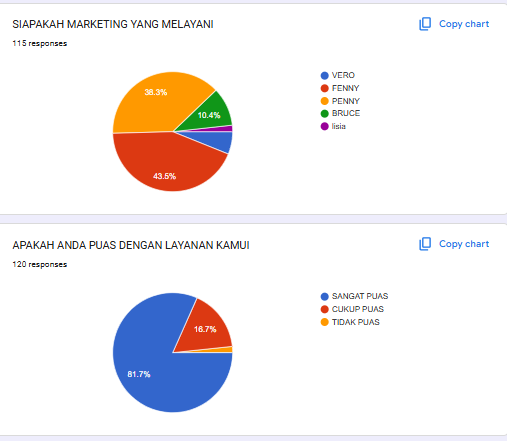 SIAPAKAH MARKETING YANG MELAYANI
Copy chart
115 responses
VERO
FENNY
PENNY
BRUCE
lisia
38.3%
10.4%
43.5%
APAKAH ANDA PUAS DENGAN LAYANAN KAMUI
Copy chart
120 responses
SANGAT PUAS
CUKUP PUAS
TIDAK PUAS
16.7%
81.7%